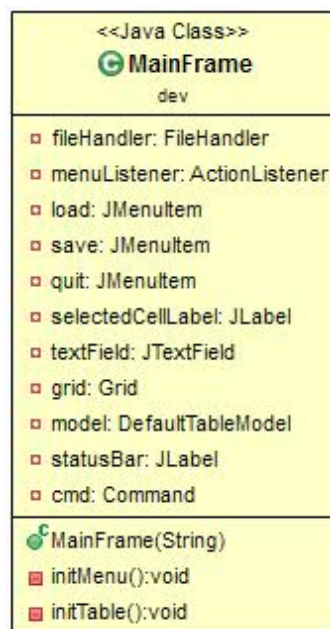 <<Java Class>>
MainFrame
dev
fileHandler: FileHandler
menuListener: ActionListener
load: JMenuItem
save: JMenuItem
quit: JMenuItem
selectedCellLabel: JLabel
textField: JTextField
grid: Grid
model: DefaultTableModel
statusBar: JLabel
cmd: Command
MainFrame(String)
initMenu():void
initTable():void